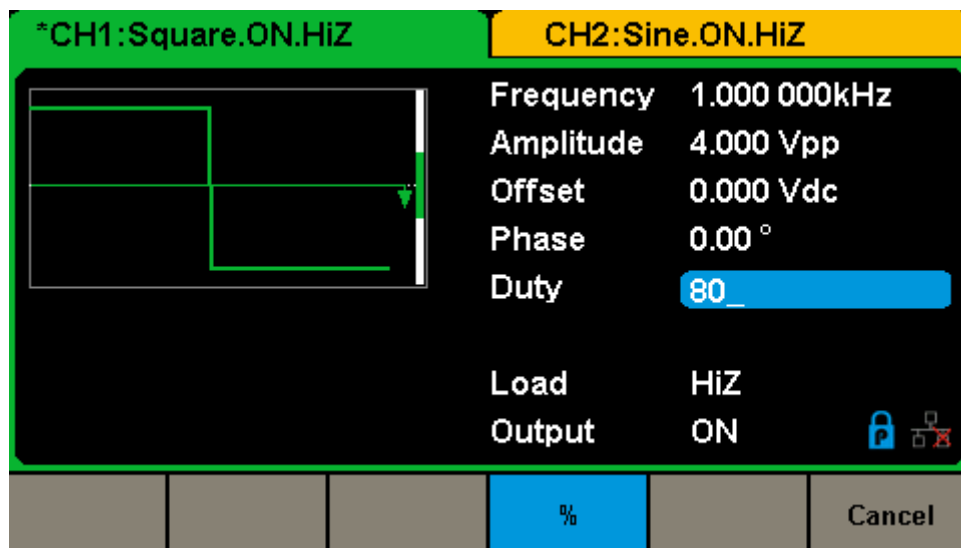 *CH1:Square.ON.HiZ
CH2:Sine.ON.HiZ
Frequency 1.000 000kHz
Amplitude 4.000 Vpp
Offset 0.000 Vdc
Phase 0.00 °
Duty 80_
Load HiZ
Output ON
P
% Cancel